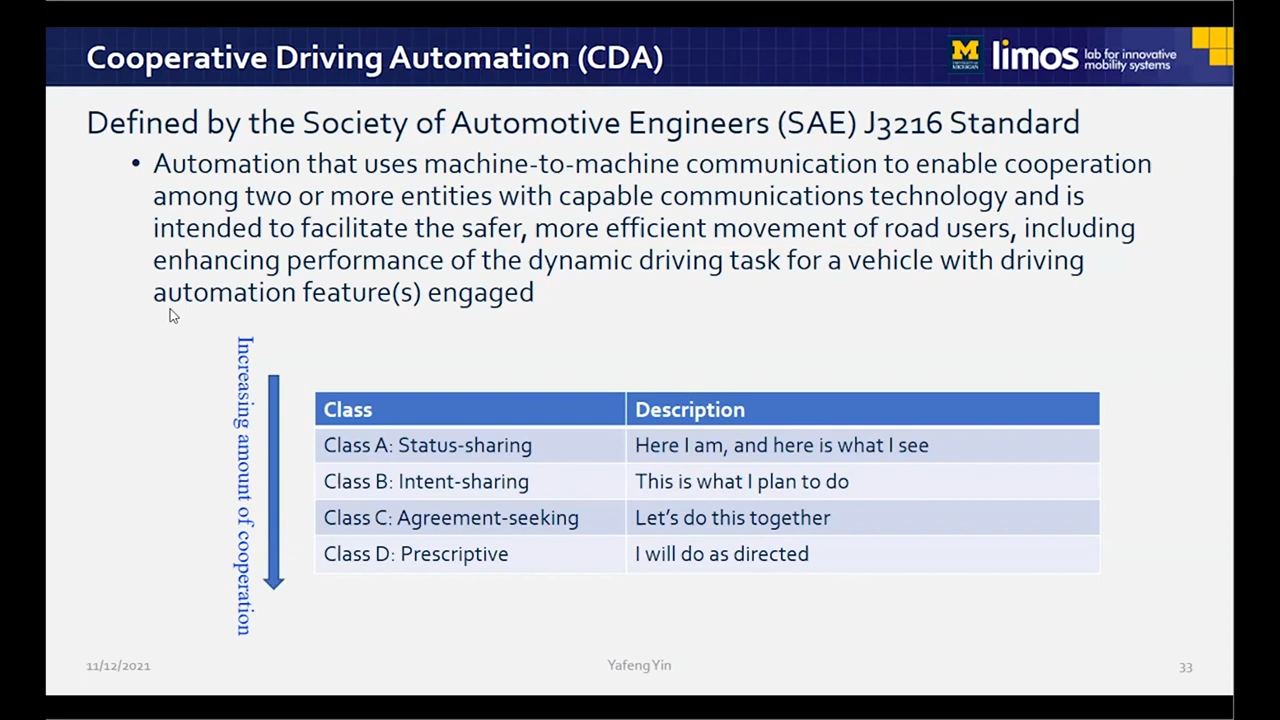 Cooperative Driving Automation (CDA)
M
limos
lab for innovative
mobility systems
Defined by the Society of Automotive Engineers (SAE) J3216 Standard
• Automation that uses machine-to-machine communication to enable cooperation
among two or more entities with capable communications technology and is
intended to facilitate the safer, more efficient movement of road users, including
enhancing performance of the dynamic driving task for a vehicle with driving
automation feature(s) engaged
Increasing amount of cooperation
Class Description
Class A: Status-sharing Here I am, and here is what I see
Class B: Intent-sharing This is what I plan to do
Class C: Agreement-seeking Let's do this together
Class D: Prescriptive I will do as directed
11/12/2021 Yafeng Yin 33